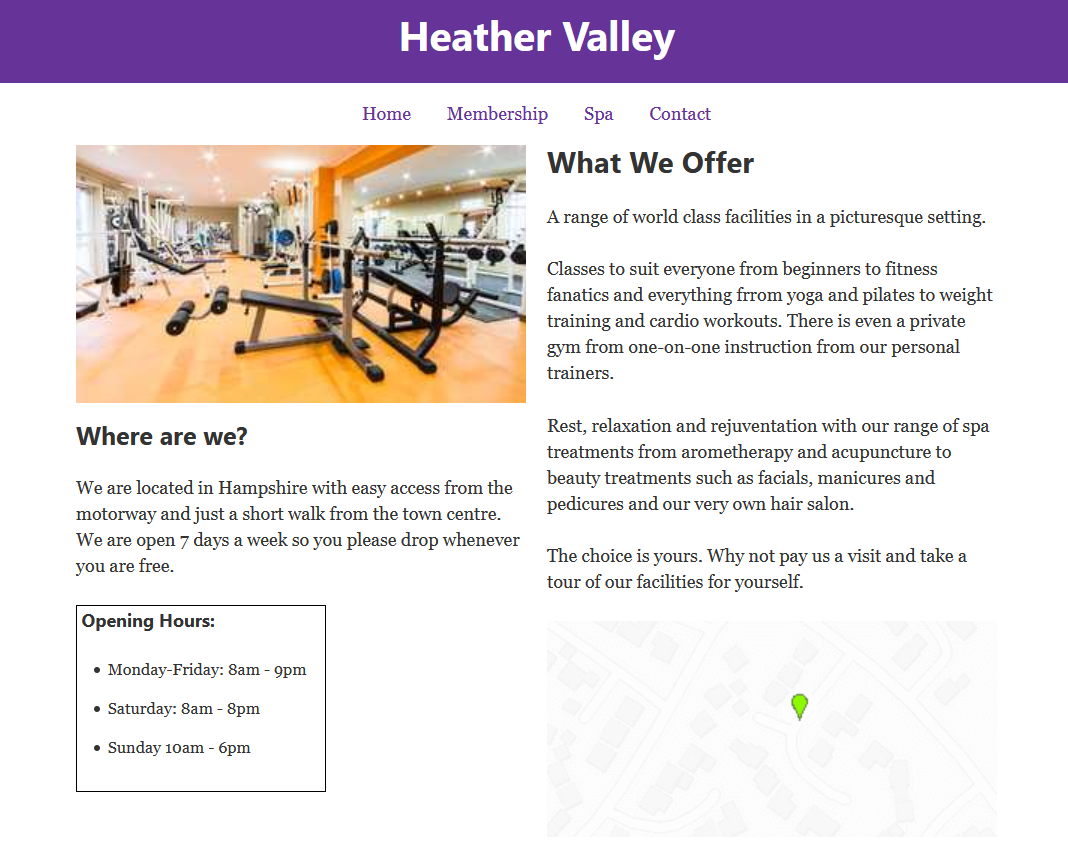 Heather Valley
Home Membership Spa Contact
Where are we?
We are located in Hampshire with easy access from the
motorway and just a short walk from the town centre.
We are open 7 days a week so you please drop whenever
you are free.
Opening Hours:
• Monday-Friday: 8am - 9pm
• Saturday: 8am - 8pm
• Sunday 10am - 6pm
What We Offer
A range of world class facilities in a picturesque setting.
Classes to suit everyone from beginners to fitness
fanatics and everything frrom yoga and pilates to weight
training and cardio workouts. There is even a private
gym from one-on-one instruction from our personal
trainers.
Rest, relaxation and rejuventation with our range of spa
treatments from arometherapy and acupuncture to
beauty treatments such as facials, manicures and
pedicures and our very own hair salon.
The choice is yours. Why not pay us a visit and take a
tour of our facilities for yourself.